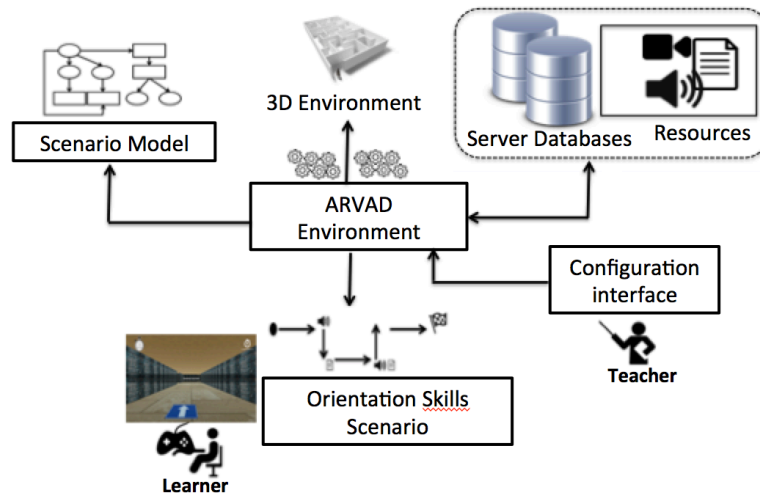 3D Environment
Scenario Model
Server Databases
Resources
ARVAD
Environment
Configuration
interface
Teacher
Orientation Skills
Scenario
Learner